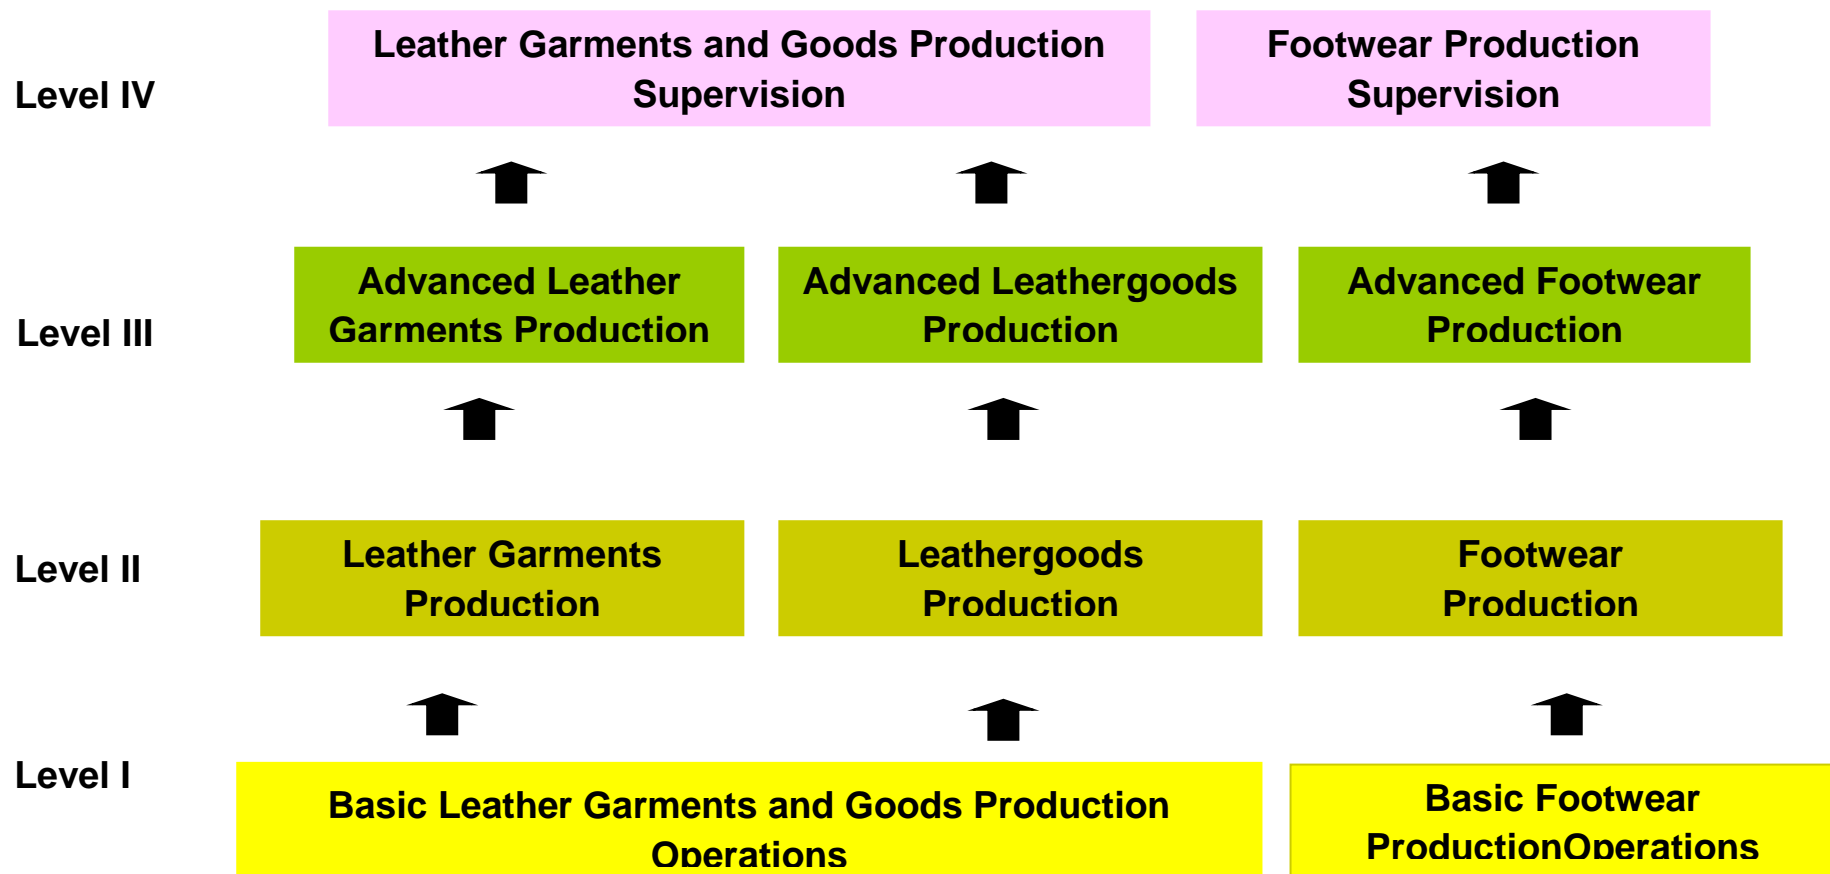 Leather Garments and Goods Production
Supervision
Footwear Production
Supervision
Level IV
Advanced Leather
Garments Production
Advanced Leathergoods
Production
Advanced Footwear
Production
Level III
Leather Garments
Production
Leathergoods
Production
Footwear
Production
Level II
Level I
Basic Leather Garments and Goods Production
Operations
Basic Footwear
ProductionOperations